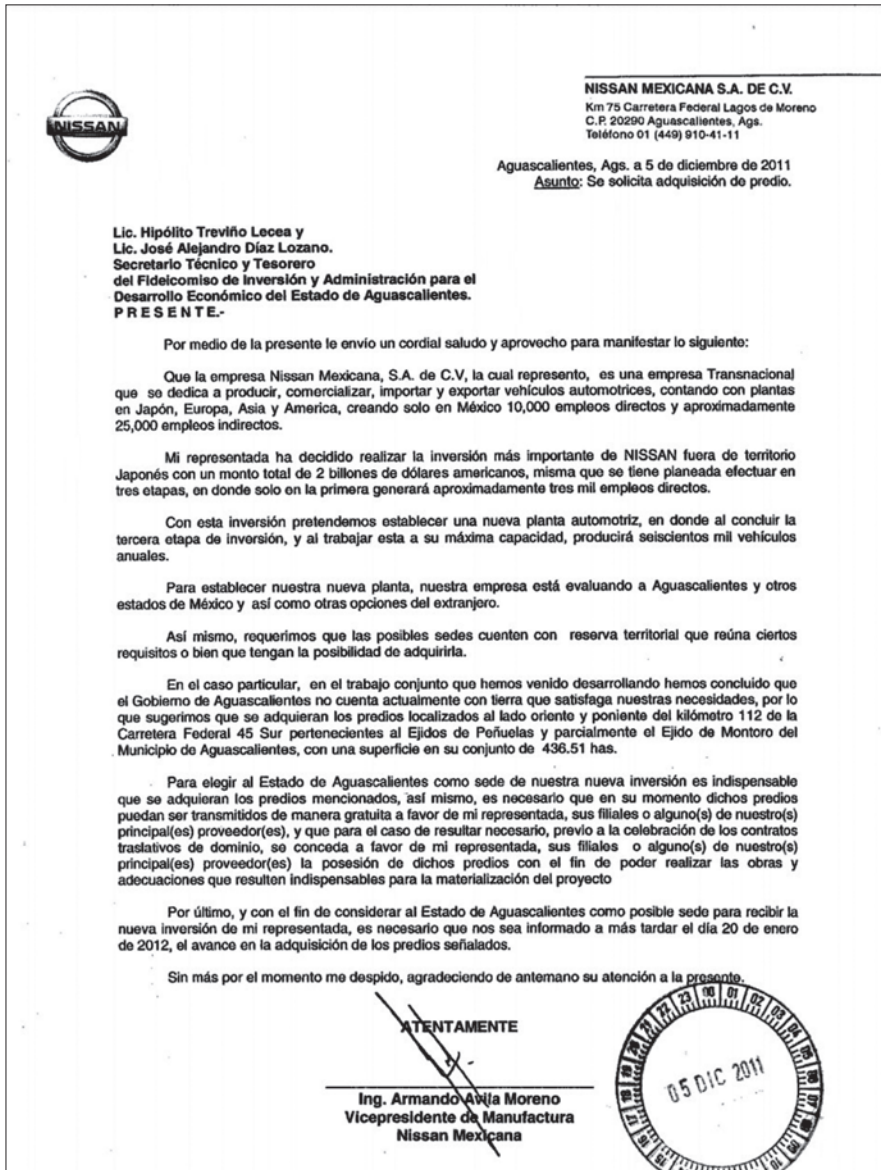 NISSAN
NISSAN MEXICANA S.A. DE C.V.
Km 75 Carretera Federal Lagos de Moreno
C.P. 20290 Aguascalientes, Ags.
Teléfono 01 (449) 910-41-11
Aguascalientes, Ags. a 5 de diciembre de 2011
Asunto: Se solicita adquisición de predio.
Lic. Hipólito Treviño Lecea y
Lic. José Alejandro Díaz Lozano.
Secretario Técnico y Tesorero
del Fideicomiso de Inversión y Administración para el
Desarrollo Económico del Estado de Aguascalientes.
P R E S E N T E.-
Por medio de la presente le envío un cordial saludo y aprovecho para manifestar lo siguiente:
Que la empresa Nissan Mexicana, S.A. de C.V, la cual represento, es una empresa Transnacional
que se dedica a producir, comercializar, importar y exportar vehículos automotrices, contando con plantas
en Japón, Europa, Asia y America, creando solo en México 10,000 empleos directos y aproximadamente
25,000 empleos indirectos.
Mi representada ha decidido realizar la inversión más importante de NISSAN fuera de territorio
Japonés con un monto total de 2 billones de dólares americanos, misma que se tiene planeada efectuar en
tres etapas, en donde solo en la primera generará aproximadamente tres mil empleos directos.
Con esta inversión pretendemos establecer una nueva planta automotriz, en donde al concluir la
tercera etapa de inversión, y al trabajar esta a su máxima capacidad, producirá seiscientos mil vehículos
anuales.
Para establecer nuestra nueva planta, nuestra empresa está evaluando a Aguascalientes y otros
estados de México y así como otras opciones del extranjero.
Así mismo, requerimos que las posibles sedes cuenten con reserva territorial que reúna ciertos
requisitos o bien que tengan la posibilidad de adquirirla.
En el caso particular, en el trabajo conjunto que hemos venido desarrollando hemos concluido que
el Gobierno de Aguascalientes no cuenta actualmente con tierra que satisfaga nuestras necesidades, por lo
que sugerimos que se adquieran los predios localizados al lado oriente y poniente del kilómetro 112 de la
Carretera Federal 45 Sur pertenecientes al Ejidos de Peñuelas y parcialmente el Ejido de Montoro del
Municipio de Aguascalientes, con una superficie en su conjunto de 436.51 has.
Para elegir al Estado de Aguascalientes como sede de nuestra nueva inversión es indispensable
que se adquieran los predios mencionados, así mismo, es necesario que en su momento dichos predios
puedan ser transmitidos de manera gratuita a favor de mi representada, sus filiales o alguno(s) de nuestro(s)
principal(es) proveedor(es), y que para el caso de resultar necesario, previo a la celebración de los contratos
traslativos de dominio, se conceda a favor de mi representada, sus filiales o alguno(s) de nuestro(s)
principal(es) proveedor(es) la posesión de dichos predios con el fin de poder realizar las obras y
adecuaciones que resulten indispensables para la materialización del proyecto
Por último, y con el fin de considerar al Estado de Aguascalientes como posible sede para recibir la
nueva inversión de mi representada, es necesario que nos sea informado a más tardar el día 20 de enero
de 2012, el avance en la adquisición de los predios señalados.
Sin más por el momento me despido, agradeciendo de antemano su atención a la presente.
ATENTAMENTE
Ing. Armando Avila Moreno
Vicepresidente de Manufactura
Nissan Mexicana
05 DIC 2011